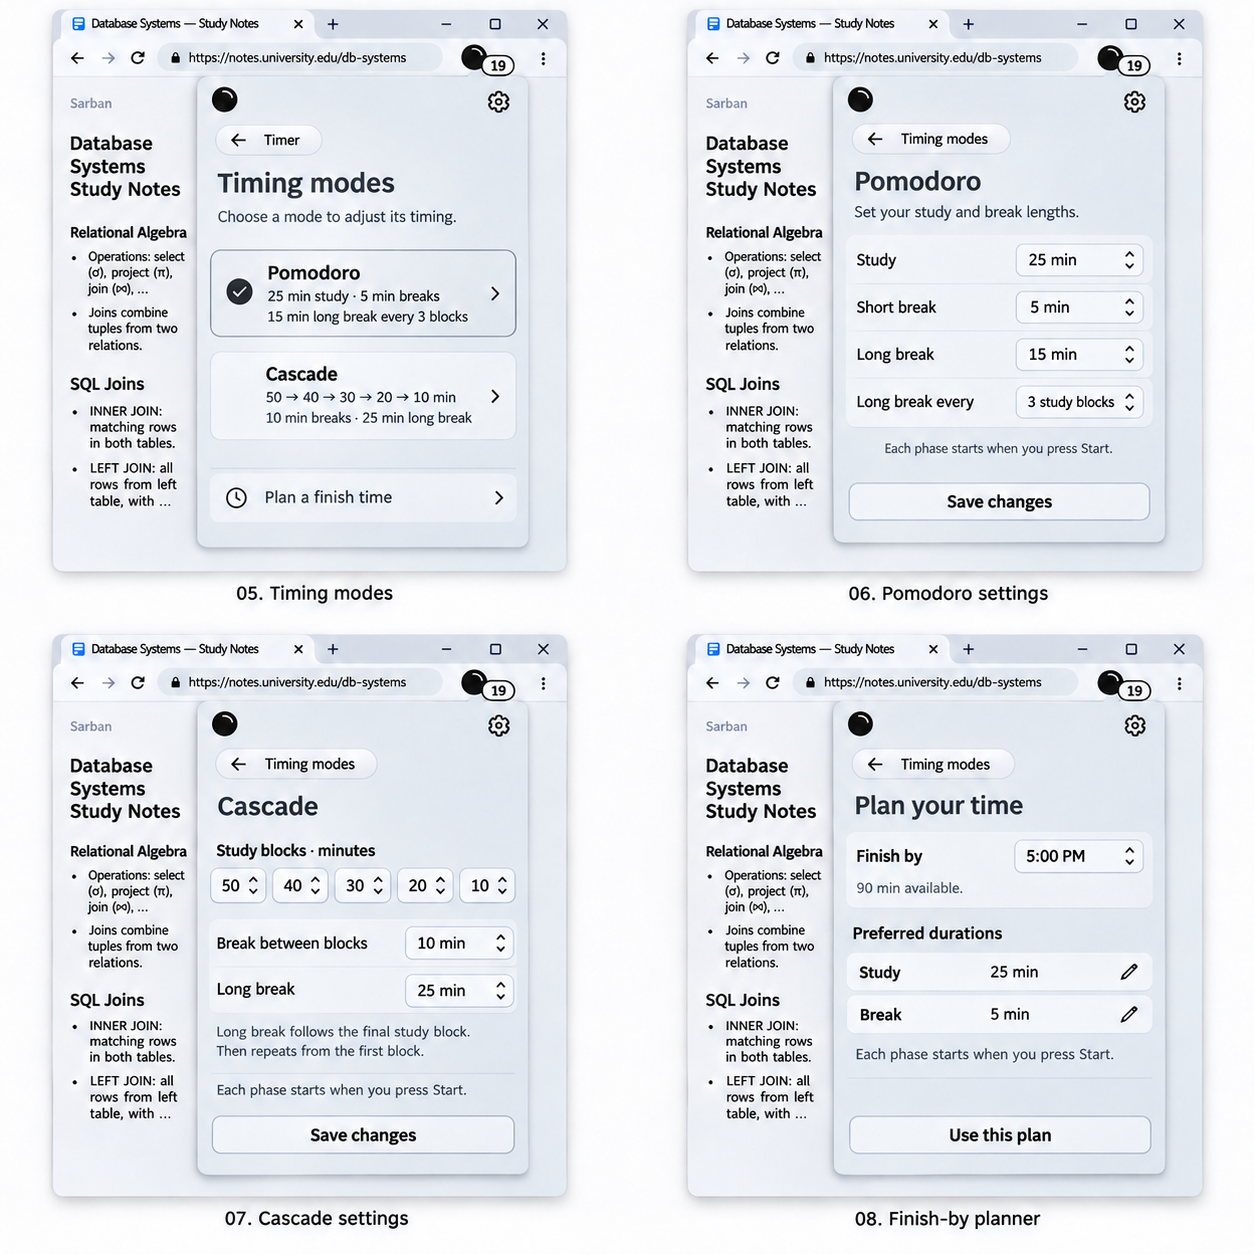 Database Systems — Study Notes
https://notes.university.edu/db-systems
19
Sarban
Database
Systems
Study Notes
Relational Algebra
• Operations: select
(σ), project (π),
join (⋈), ...
• Joins combine
tuples from two
relations.
SQL Joins
• INNER JOIN:
matching rows
in both tables.
• LEFT JOIN: all
rows from left
table, with ...
← Timer
Timing modes
Choose a mode to adjust its timing.
Pomodoro
25 min study · 5 min breaks
15 min long break every 3 blocks
Cascade
50 → 40 → 30 → 20 → 10 min
10 min breaks · 25 min long break
Plan a finish time
05. Timing modes
Database Systems — Study Notes
https://notes.university.edu/db-systems
19
Sarban
Database
Systems
Study Notes
Relational Algebra
• Operations: select
(σ), project (π),
join (⋈), ...
• Joins combine
tuples from two
relations.
SQL Joins
• INNER JOIN:
matching rows
in both tables.
• LEFT JOIN: all
rows from left
table, with ...
← Timing modes
Pomodoro
Set your study and break lengths.
Study 25 min
Short break 5 min
Long break 15 min
Long break every 3 study blocks
Each phase starts when you press Start.
Save changes
06. Pomodoro settings
Database Systems — Study Notes
https://notes.university.edu/db-systems
19
Sarban
Database
Systems
Study Notes
Relational Algebra
• Operations: select
(σ), project (π),
join (⋈), ...
• Joins combine
tuples from two
relations.
SQL Joins
• INNER JOIN:
matching rows
in both tables.
• LEFT JOIN: all
rows from left
table, with ...
← Timing modes
Cascade
Study blocks · minutes
50 40 30 20 10
Break between blocks 10 min
Long break 25 min
Long break follows the final study block.
Then repeats from the first block.
Each phase starts when you press Start.
Save changes
07. Cascade settings
Database Systems — Study Notes
https://notes.university.edu/db-systems
19
Sarban
Database
Systems
Study Notes
Relational Algebra
• Operations: select
(σ), project (π),
join (⋈), ...
• Joins combine
tuples from two
relations.
SQL Joins
• INNER JOIN:
matching rows
in both tables.
• LEFT JOIN: all
rows from left
table, with ...
← Timing modes
Plan your time
Finish by 5:00 PM
90 min available.
Preferred durations
Study 25 min
Break 5 min
Each phase starts when you press Start.
Use this plan
08. Finish-by planner